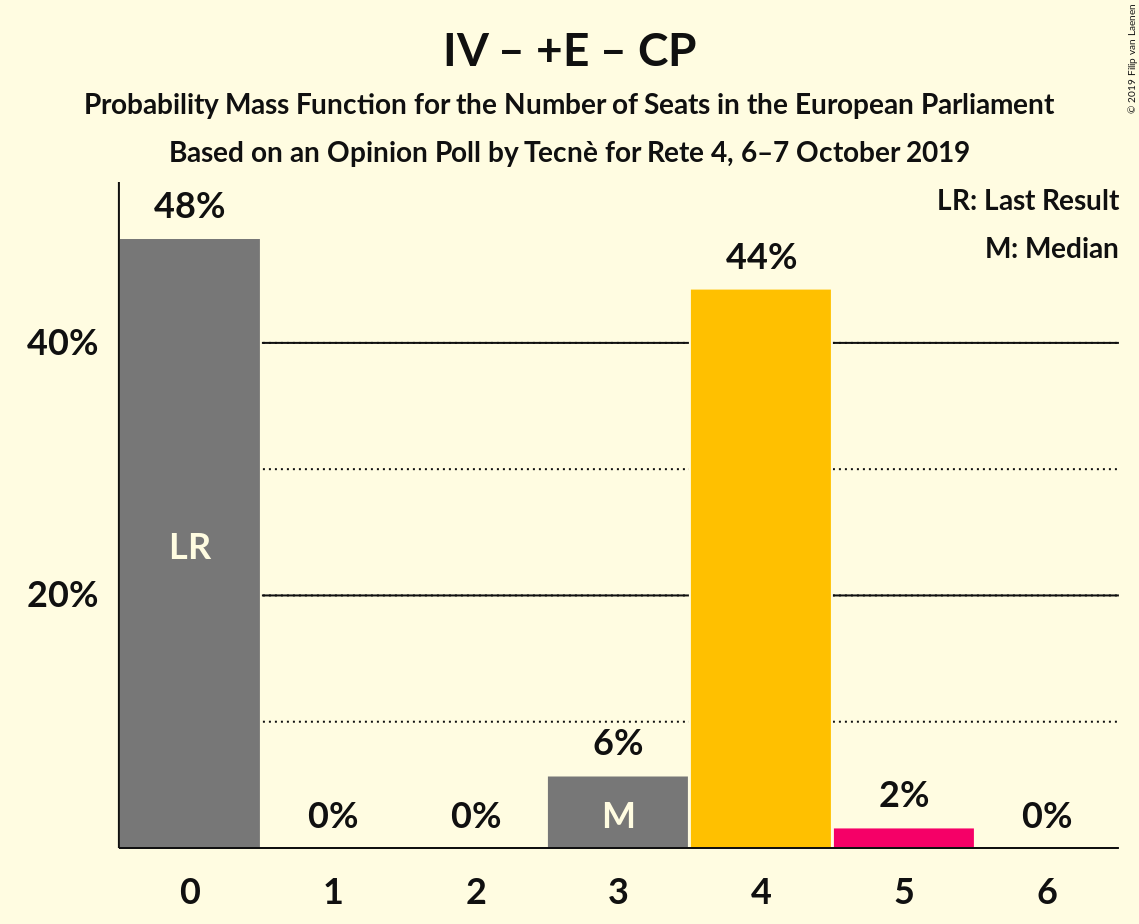 IV – +E – CP
Probability Mass Function for the Number of Seats in the European Parliament
Based on an Opinion Poll by Tecnè for Rete 4, 6–7 October 2019
© 2019 Filip van Laenen
LR: Last Result
M: Median
48%
44%
40%
LR
20%
6%
M
0%
0%
2%
0%
0
1
2
3
4
5
6